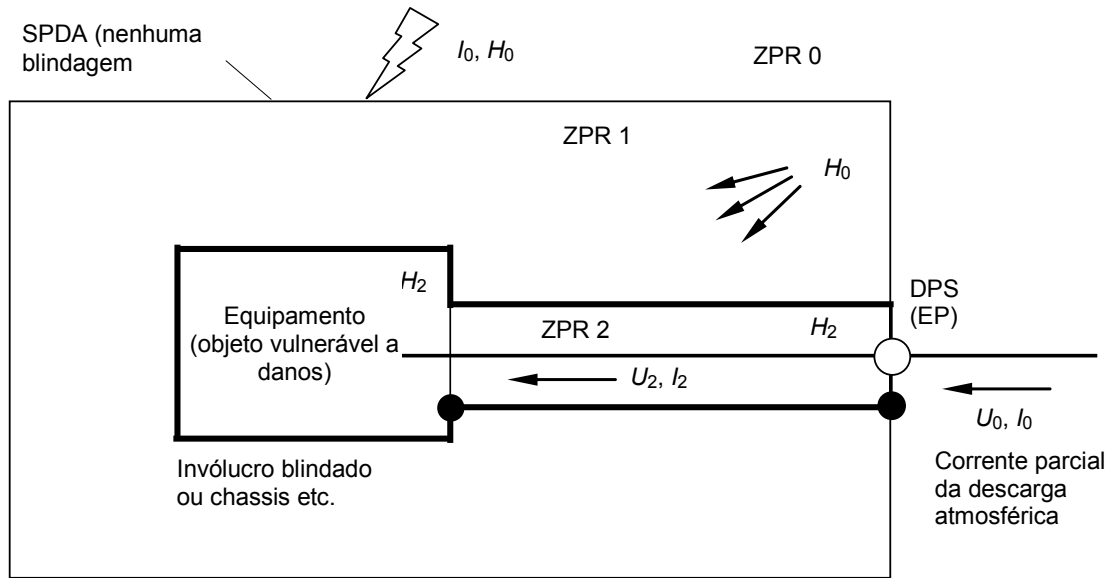 SPDA (nenhuma
blindagem
I0, H0
ZPR 0
ZPR 1
H0
H2
Equipamento
(objeto vulnerável a
danos)
ZPR 2
H2
DPS
(EP)
U2, I2
U0, I0
Invólucro blindado
ou chassis etc.
Corrente parcial
da descarga
atmosférica